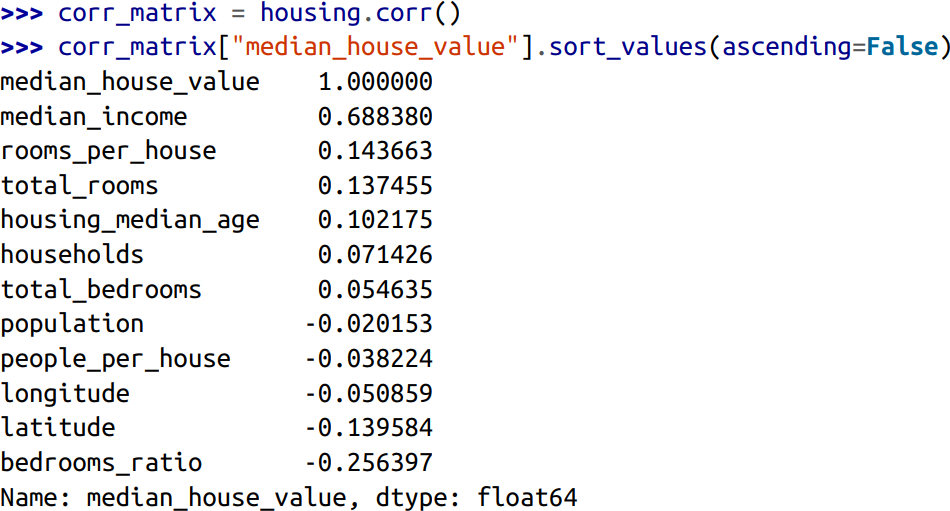 >>> corr_matrix = housing.corr()
>>> corr_matrix["median_house_value"].sort_values(ascending=False)
median_house_value    1.000000
median_income         0.688380
rooms_per_house       0.143663
total_rooms           0.137455
housing_median_age    0.102175
households            0.071426
total_bedrooms        0.054635
population           -0.020153
people_per_house     -0.038224
longitude            -0.050859
latitude             -0.139584
bedrooms_ratio       -0.256397
Name: median_house_value, dtype: float64